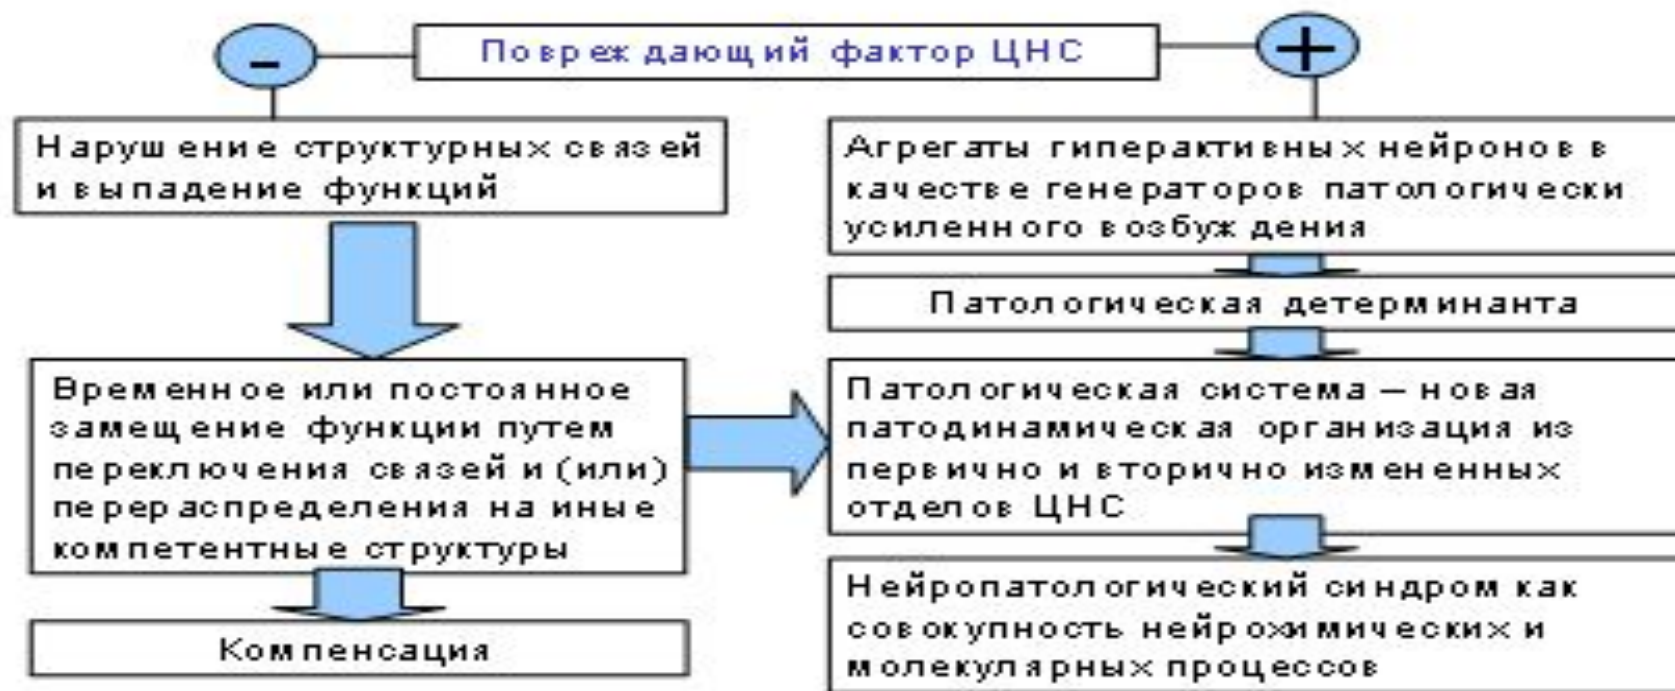 -
Повреждающий фактор ЦНС
+
Нарушение структурных связей
и выпадение функций
Временное или постоянное
замещение функции путем
переключения связей и (или)
перераспределения на иные
компетентные структуры
Компенсация
Агрегаты гиперактивных нейронов в
качестве генераторов патологически
усиленного возбуждения
Патологическая детерминанта
Патологическая система – новая
патодинамическая организация из
первично и вторично измененных
отделов ЦНС
Нейропатологический синдром как
совокупность нейрохимических и
молекулярных процессов